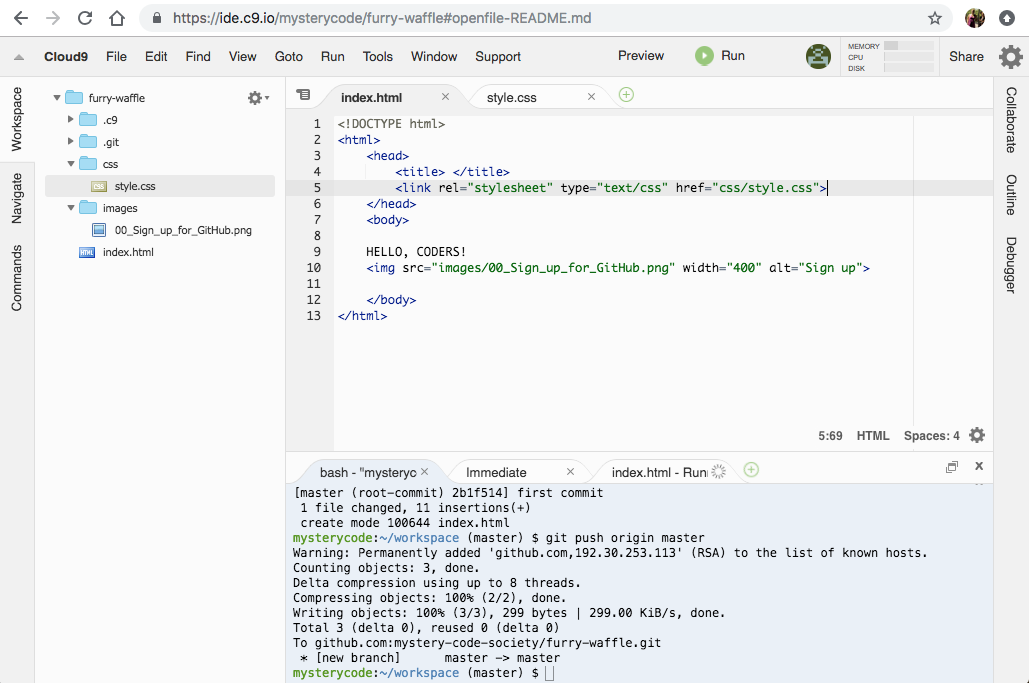 https://ide.c9.io/mysterycode/furry-waffle#openfile-README.md
Cloud9 File Edit Find View Goto Run Tools Window Support Preview Run MEMORY CPU DISK Share
Workspace
Navigate
Commands
furry-waffle
.c9
.git
css
style.css
images
00_Sign_up_for_GitHub.png
index.html
index.html style.css
1 <!DOCTYPE html>
2 <html>
3 <head>
4 <title> </title>
5 <link rel="stylesheet" type="text/css" href="css/style.css">
6 </head>
7 <body>
8
9 HELLO, CODERS!
10 <img src="images/00_Sign_up_for_GitHub.png" width="400" alt="Sign up">
11
12 </body>
13 </html>
5:69 HTML Spaces: 4
bash - "mysteryc Immediate index.html - Run
[master (root-commit) 2b1f514] first commit
1 file changed, 11 insertions(+)
create mode 100644 index.html
mysterycode:~/workspace (master) $ git push origin master
Warning: Permanently added 'github.com,192.30.253.113' (RSA) to the list of known hosts.
Counting objects: 3, done.
Delta compression using up to 8 threads.
Compressing objects: 100% (2/2), done.
Writing objects: 100% (3/3), 299 bytes | 299.00 KiB/s, done.
Total 3 (delta 0), reused 0 (delta 0)
To github.com:mystery-code-society/furry-waffle.git
* [new branch] master -> master
mysterycode:~/workspace (master) $
Collaborate
Outline
Debugger